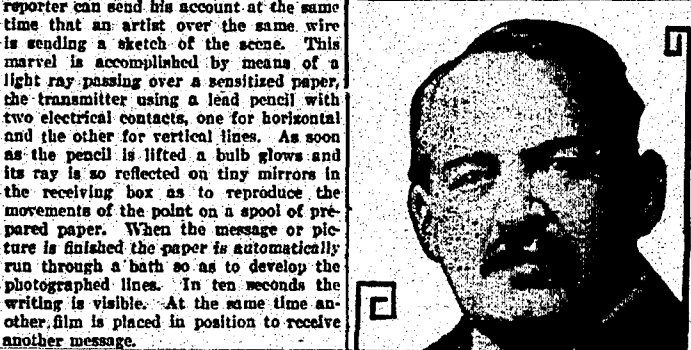 reporter can send his account at the same
time that an artist over the same wire
is sending a sketch of the scene. This
marvel is accomplished by means of a
light ray passing over a sensitized paper,
the transmitter using a lead pencil with
two electrical contacts, one for horizontal
and the other for vertical lines. As soon
as the pencil is lifted a bulb glows and
its ray is so reflected on tiny mirrors in
the receiving box as to reproduce the
movements of the point on a spool of pre-
pared paper. When the message or pic-
ture is finished the paper is automatically
run through a bath so as to develop the
photographed lines. In ten seconds the
writing is visible. At the same time an-
other film is placed in position to receive
another message.